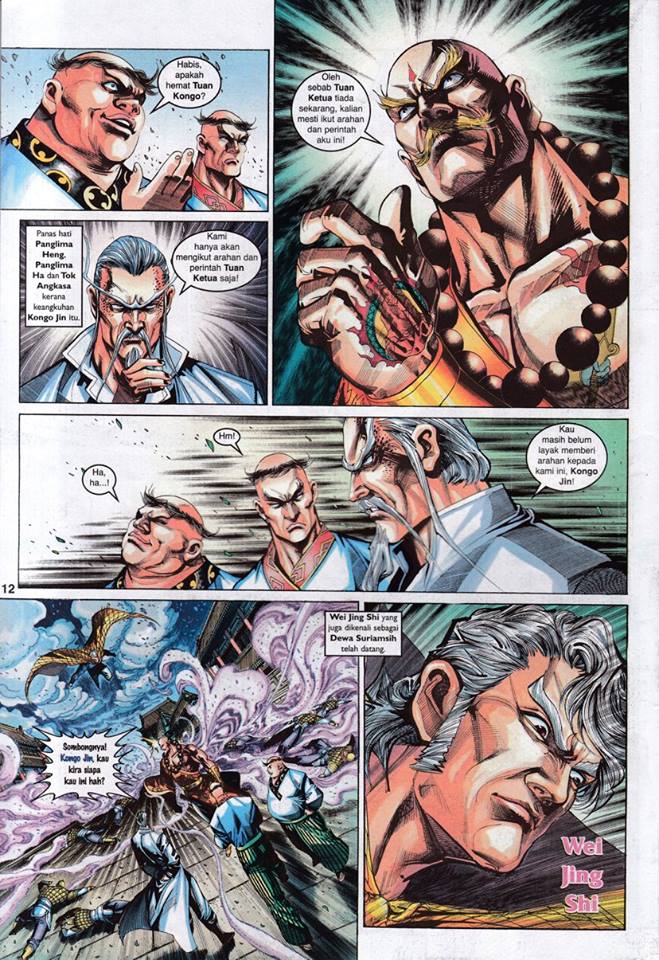 Habis,
apakah
hemat Tuan
Kongo?
Oleh
sebab Tuan
Ketua tiada
sekarang, kalian
mesti ikut arahan
dan perintah
aku ini!
Panas hati
Panglima
Heng. Panglima
Ha dan Tok
Angkasa
kerana
keangkuhan
Kongo Jin itu.
Kami
hanya akan
mengikut arahan dan
perintah Tuan
Ketua saja!
Ha,
ha...!
Hm!
Kau
masih belum
layak memberi
arahan kepada
kami ini, Kongo
Jin!
12
Sombongnya!
Kongo Jin, kau
kira siapa
kau ini hah?
Wei Jing Shi yang
juga dikenali sebagai
Dewa Suriamsih
telah datang.
Wei
Jing
Shi